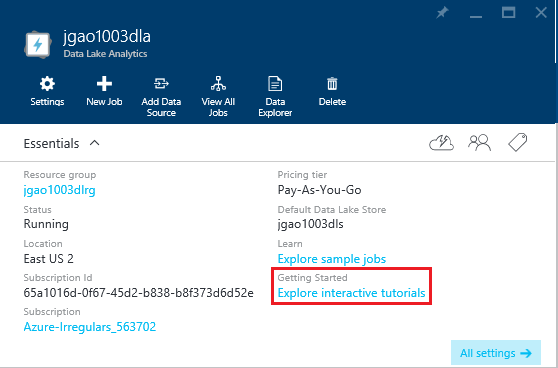 jgao1003dla
Data Lake Analytics
Settings
New Job
Add Data
Source
View All
Jobs
Data
Explorer
Delete
Essentials
Resource group
jgao1003dlrg
Status
Running
Location
East US 2
Subscription Id
65a1016d-0f67-45d2-b838-b8f373d6d52e
Subscription
Azure-Irregulars_563702
Pricing tier
Pay-As-You-Go
Default Data Lake Store
jgao1003dls
Learn
Explore sample jobs
Getting Started
Explore interactive tutorials
All settings →